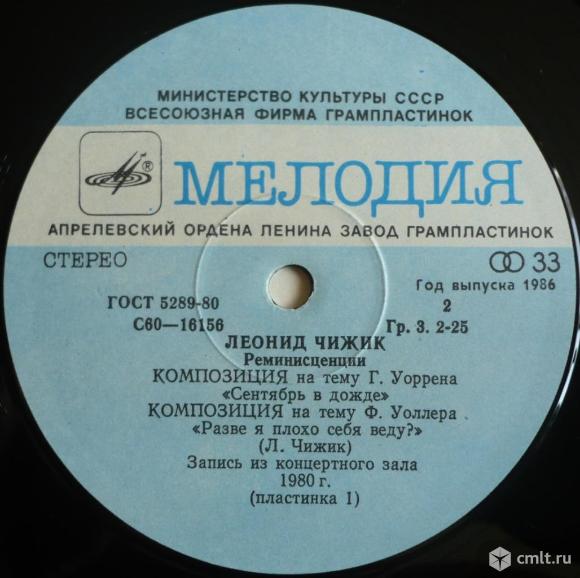 МИНИСТЕРСТВО КУЛЬТУРЫ СССР
ВСЕСОЮЗНАЯ ФИРМА ГРАМПЛАСТИНОК
® МЕЛОДИЯ
АПРЕЛЕВСКИЙ ОРДЕНА ЛЕНИНА ЗАВОД ГРАМПЛАСТИНОК
СТЕРЕО 33
Год выпуска 1986
ГОСТ 5289-80 2
С60—16156 Гр. 3. 2-25
ЛЕОНИД ЧИЖИК
Реминисценции
КОМПОЗИЦИЯ на тему Г. Уоррена
«Сентябрь в дожде»
КОМПОЗИЦИЯ на тему Ф. Уоллера
«Разве я плохо себя веду?»
(Л. Чижик)
Запись из концертного зала
1980 г.
(пластинка 1)
cmlt.ru